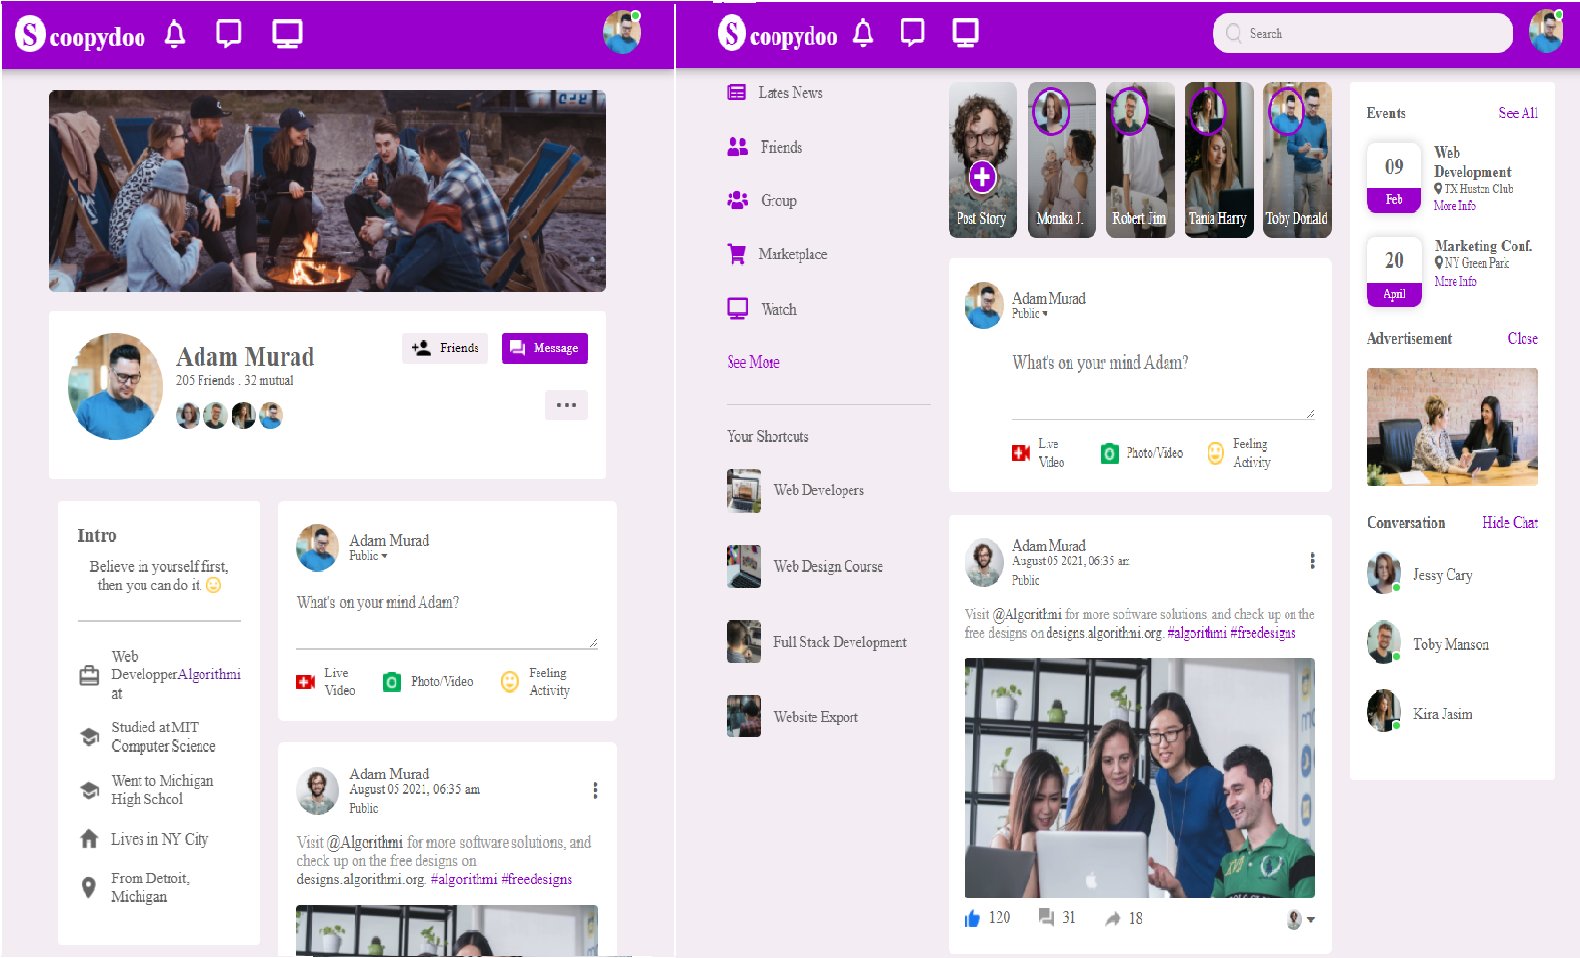 Scoopydoo
Adam Murad
205 Friends . 32 mutual
Friends
Message
Intro
Believe in yourself first,
then you can do it.
Web
DevelopperAlgorithmi
at
Studied at MIT
Computer Science
Went to Michigan
High School
Lives in NY City
From Detroit,
Michigan
Adam Murad
Public
What's on your mind Adam?
Live
Video
Photo/Video
Feeling
Activity
Adam Murad
August 05 2021, 06:35 am
Public
Visit @Algorithmi for more software solutions, and
check up on the free designs on
designs.algorithmi.org. #algorithmi #freedesigns
Scoopydoo
Search
Lates News
Friends
Group
Marketplace
Watch
See More
Your Shortcuts
Web Developers
Web Design Course
Full Stack Development
Website Export
Post Story
Monika J.
Robert Jim
Tania Harry
Toby Donald
Adam Murad
Public
What's on your mind Adam?
Live
Video
Photo/Video
Feeling
Activity
Adam Murad
August 05 2021, 06:35 am
Public
Visit @Algorithmi for more software solutions and check up on the
free designs on designs.algorithmi.org. #algorithmi #freedesigns
120
31
18
Events
See All
09
Feb
Web
Development
TX Huston Club
More Info
20
April
Marketing Conf.
NY Green Park
More Info
Advertisement
Close
Conversation
Hide Chat
Jessy Cary
Toby Manson
Kira Jasim